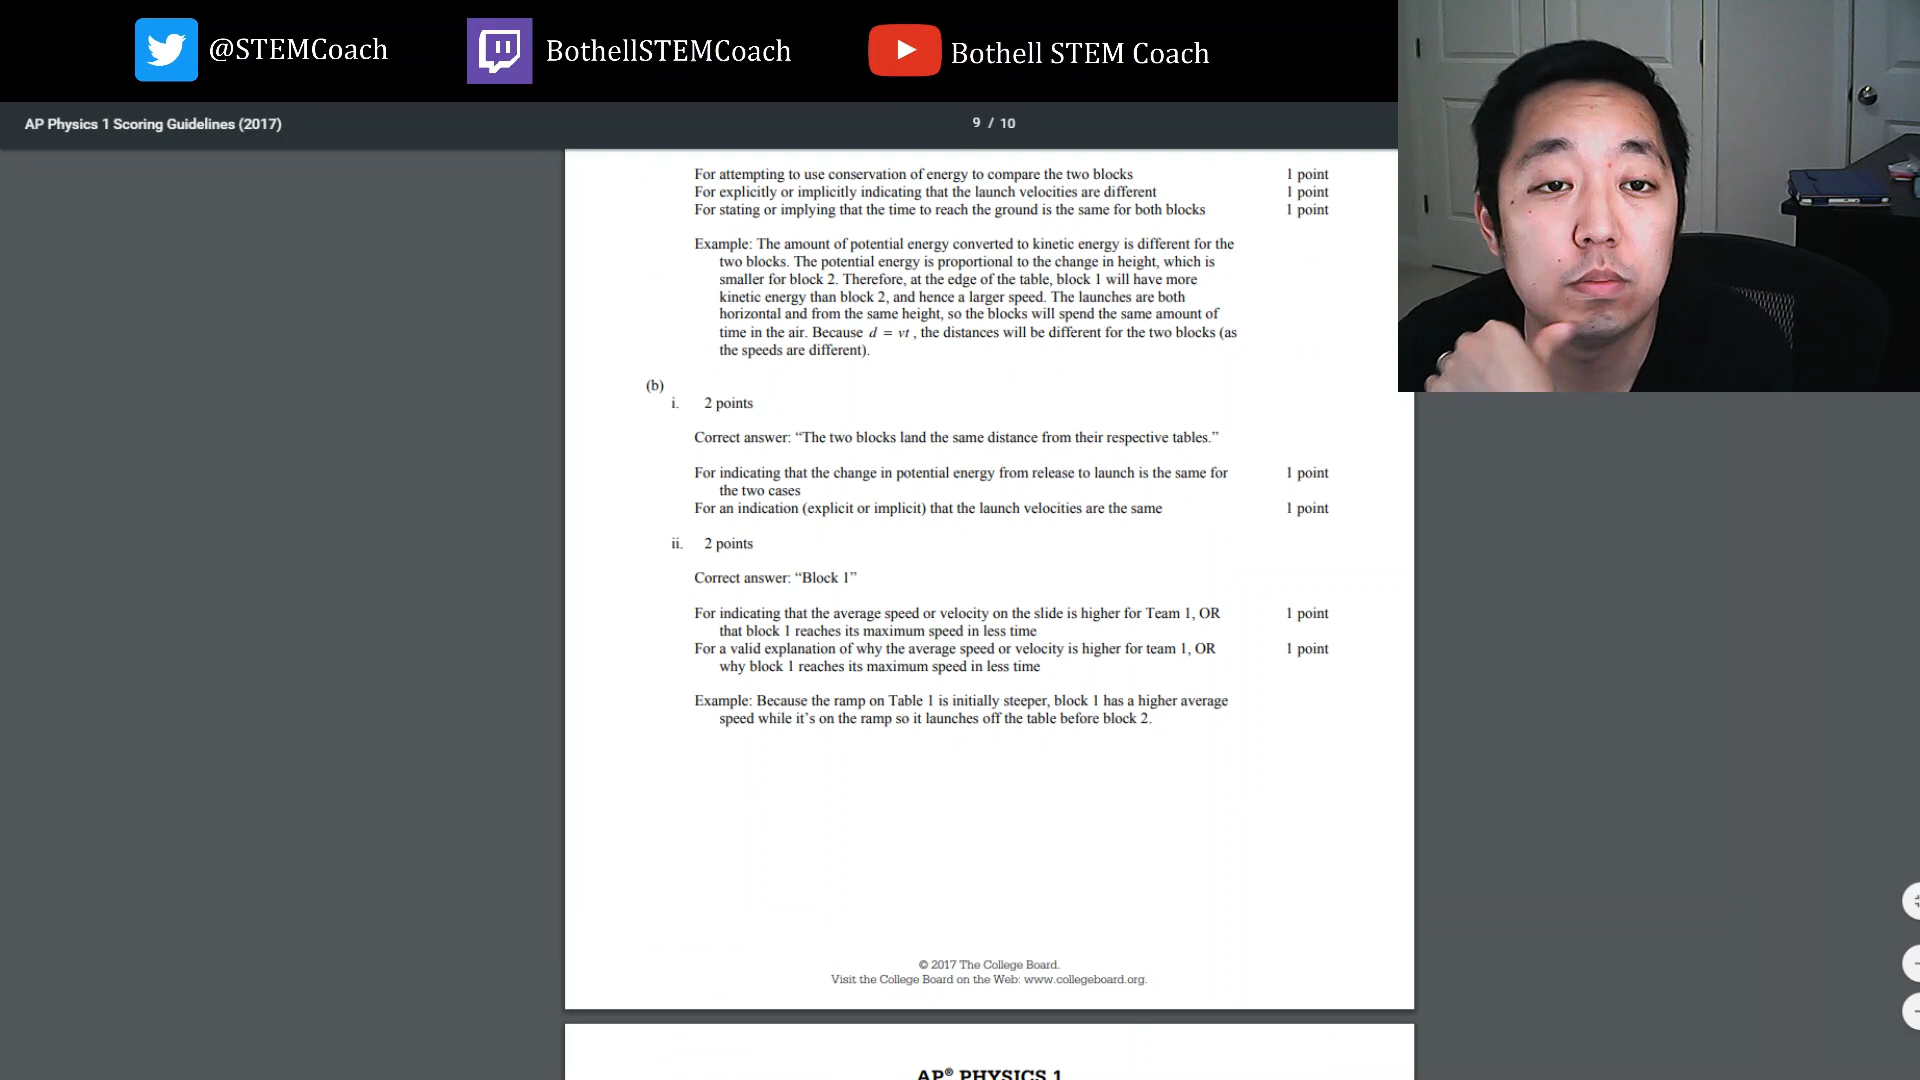 @STEMCoach
BothellSTEMCoach
Bothell STEM Coach
AP Physics 1 Scoring Guidelines (2017)
9 / 10
For attempting to use conservation of energy to compare the two blocks 1 point
For explicitly or implicitly indicating that the launch velocities are different 1 point
For stating or implying that the time to reach the ground is the same for both blocks 1 point
Example: The amount of potential energy converted to kinetic energy is different for the
two blocks. The potential energy is proportional to the change in height, which is
smaller for block 2. Therefore, at the edge of the table, block 1 will have more
kinetic energy than block 2, and hence a larger speed. The launches are both
horizontal and from the same height, so the blocks will spend the same amount of
time in the air. Because d = vt, the distances will be different for the two blocks (as
the speeds are different).
(b)
i. 2 points
Correct answer: “The two blocks land the same distance from their respective tables.”
For indicating that the change in potential energy from release to launch is the same for 1 point
the two cases
For an indication (explicit or implicit) that the launch velocities are the same 1 point
ii. 2 points
Correct answer: “Block 1”
For indicating that the average speed or velocity on the slide is higher for Team 1, OR 1 point
that block 1 reaches its maximum speed in less time
For a valid explanation of why the average speed or velocity is higher for team 1, OR 1 point
why block 1 reaches its maximum speed in less time
Example: Because the ramp on Table 1 is initially steeper, block 1 has a higher average
speed while it’s on the ramp so it launches off the table before block 2.
© 2017 The College Board.
Visit the College Board on the Web: www.collegeboard.org.
AP® PHYSICS 1